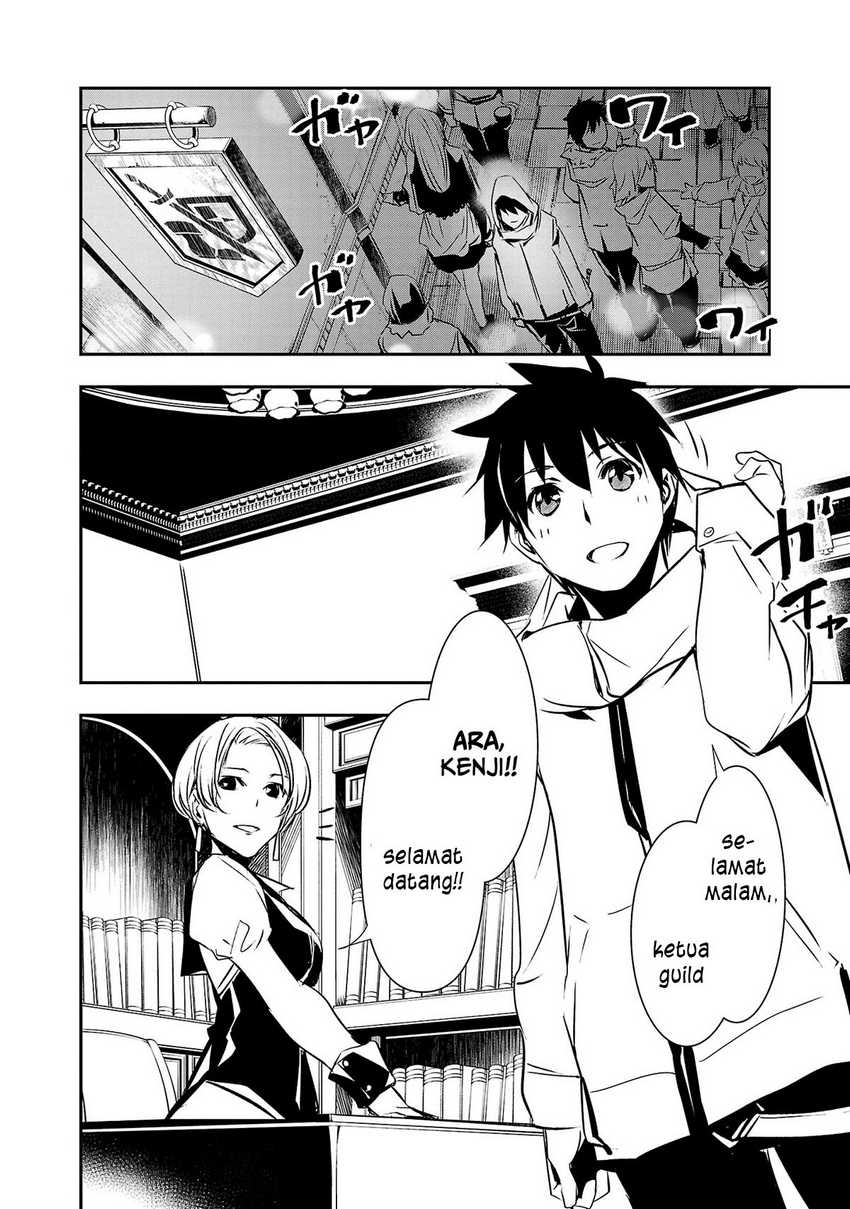 ワイ
ワイ
ガヤ
ガヤ
ガチャ
se-
lamat
malam,,
ketua
guild
ARA,
KENJI!!
selamat
datang!!